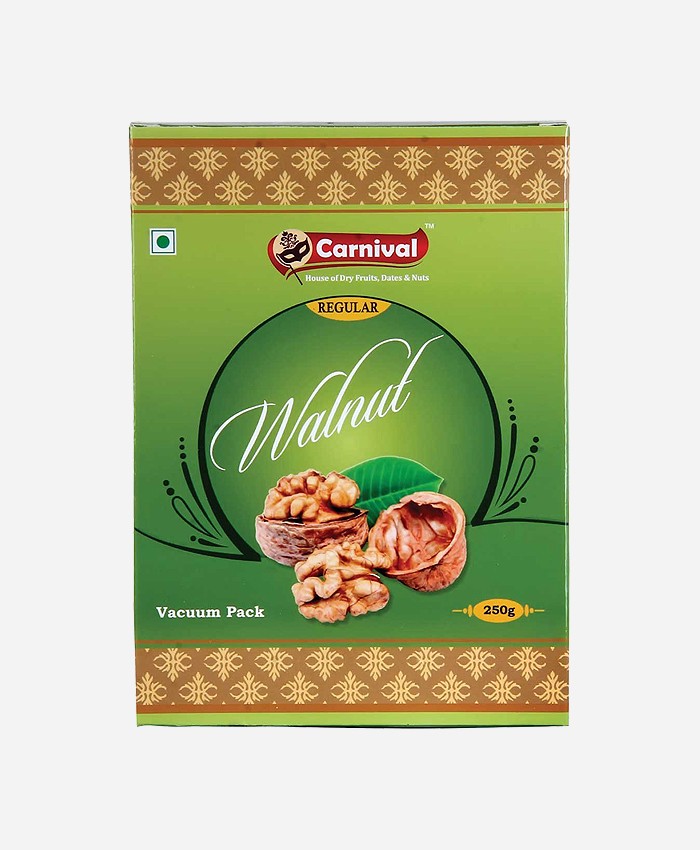 Carnival
TM
House of Dry Fruits, Dates & Nuts
REGULAR
Walnut
Vacuum Pack
250g